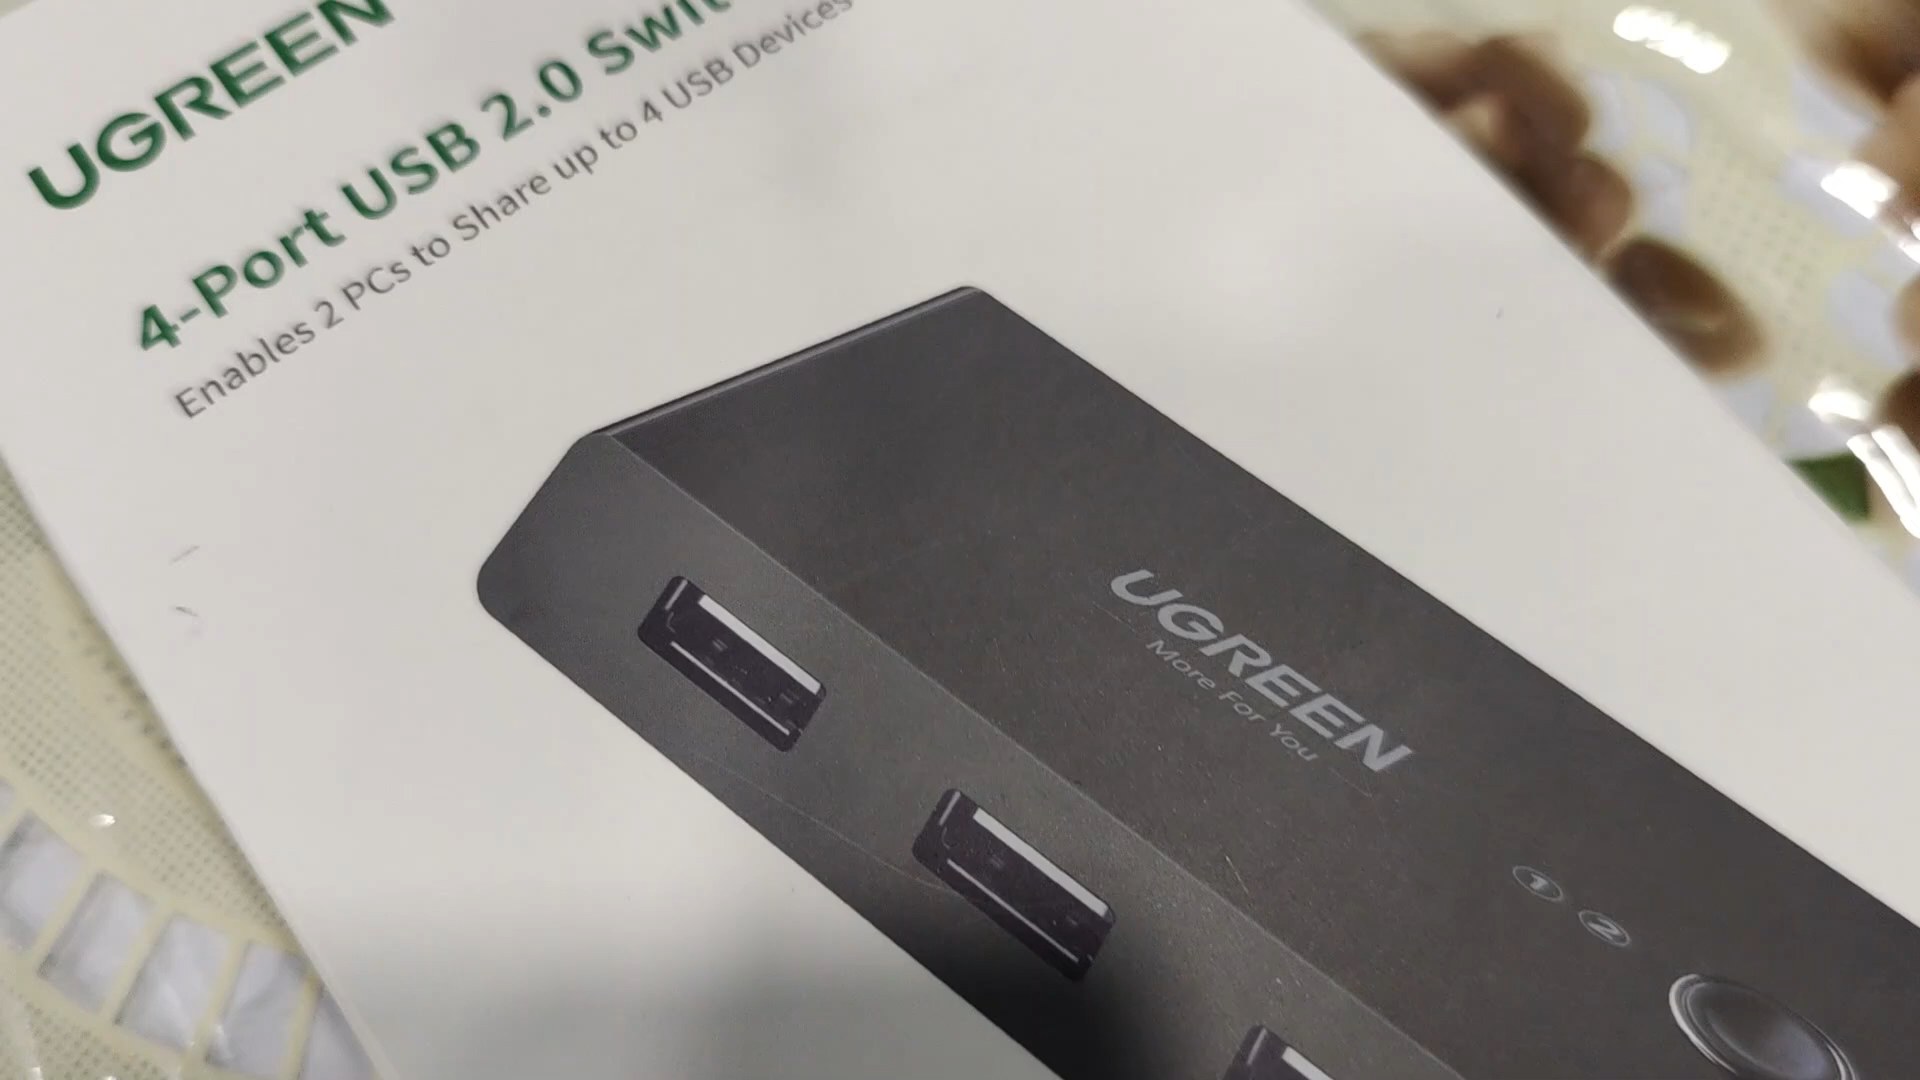 UGREEN
4-Port USB 2.0 Swit
Enables 2 PCs to Share up to 4 USB Devices
UGREEN
More For You
1 2